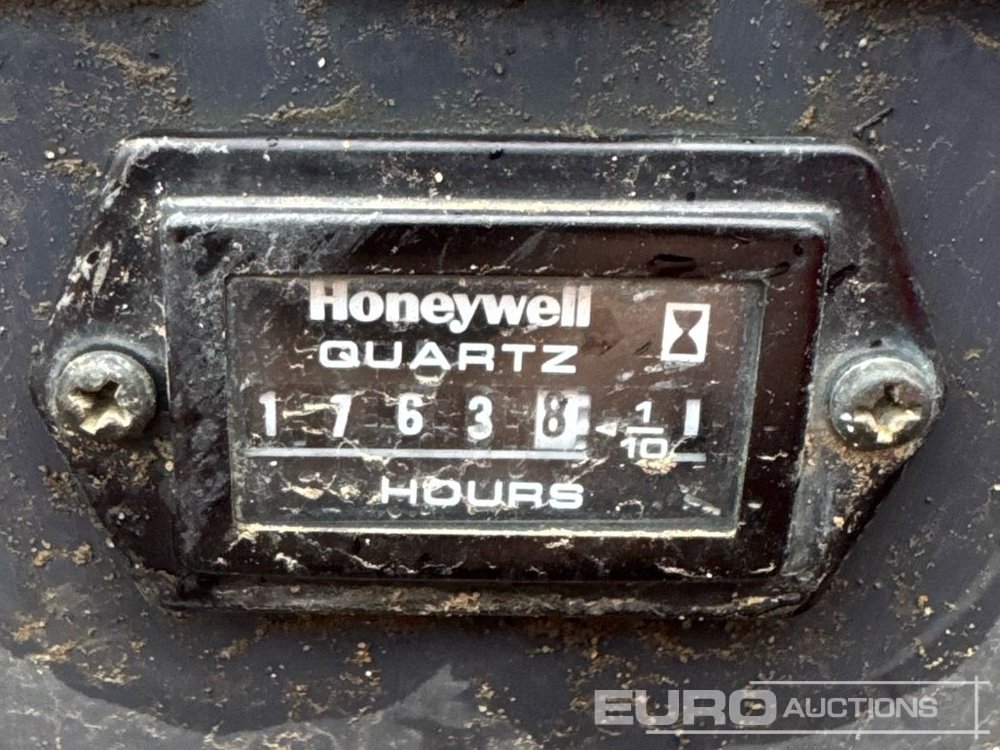 Honeywell
QUARTZ
1 7 6 3 8 1/10
HOURS
EURO AUCTIONS